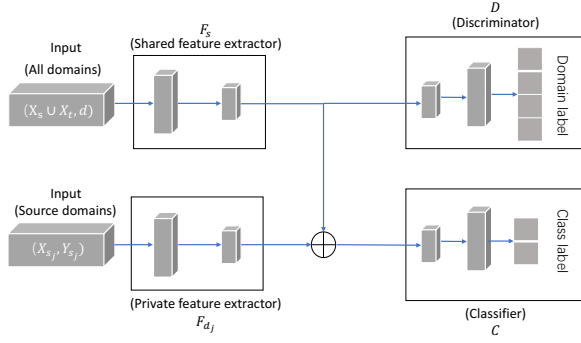 Input
(All domains)
(X_s ∪ X_t, d)
F_s
(Shared feature extractor)
D
(Discriminator)
Domain label
Input
(Source domains)
(X_{s_j}, Y_{s_j})
(Private feature extractor)
F_{d_j}
Class label
(Classifier)
C